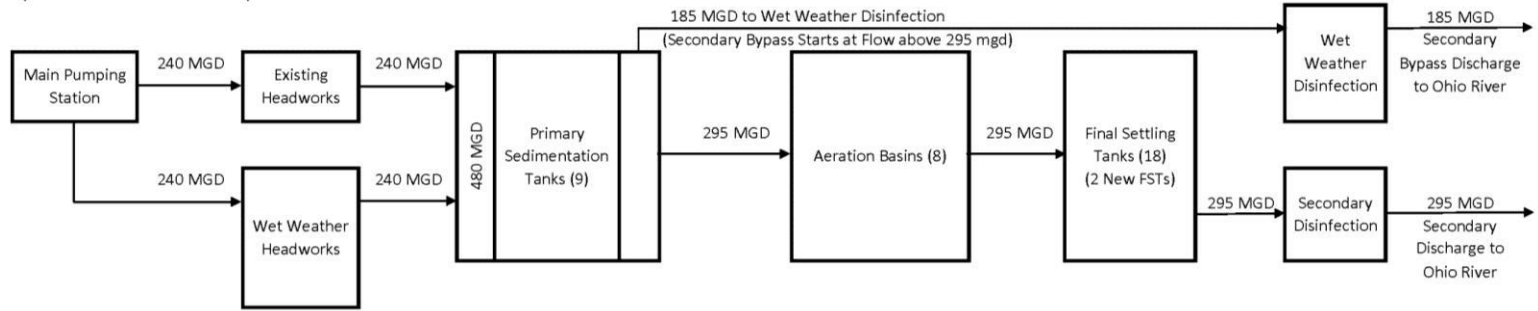 185 MGD to Wet Weather Disinfection
(Secondary Bypass Starts at Flow above 295 mgd)
Main Pumping
Station
240 MGD
Existing
Headworks
240 MGD
240 MGD
Wet Weather
Headworks
240 MGD
480 MGD
Primary
Sedimentation
Tanks (9)
295 MGD
Aeration Basins (8)
295 MGD
Final Settling
Tanks (18)
(2 New FSTs)
Wet
Weather
Disinfection
185 MGD
Secondary
Bypass Discharge
to Ohio River
295 MGD
Secondary
Disinfection
295 MGD
Secondary
Discharge to
Ohio River